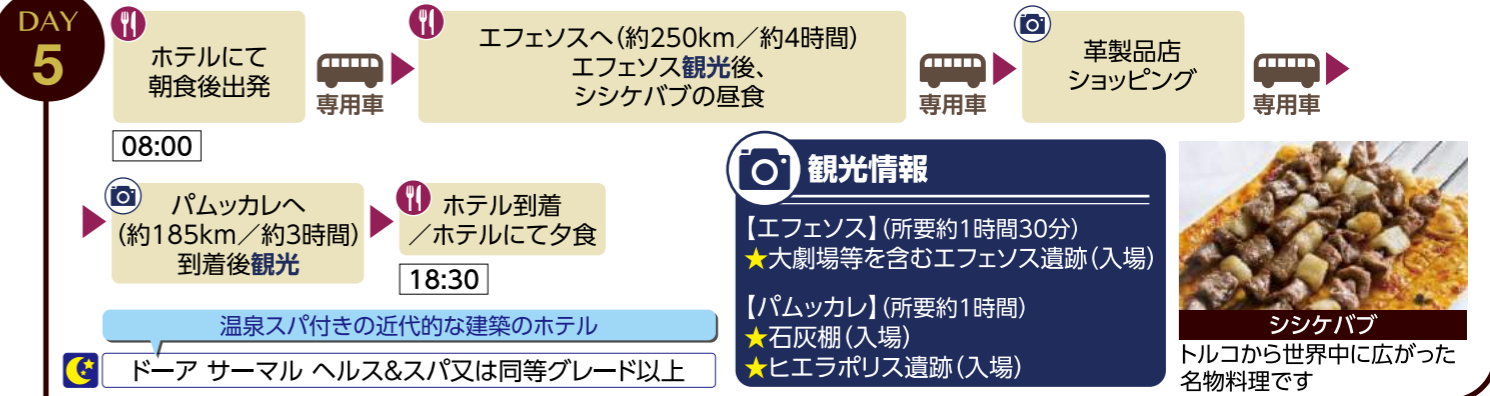 DAY
5
ホテルにて
朝食後出発
専用車
エフェソスへ(約250km/約4時間)
エフェソス観光後、
シシケバブの昼食
専用車
革製品店
ショッピング
専用車
08:00
パムッカレへ
(約185km/約3時間)
到着後観光
ホテル到着
/ホテルにて夕食
18:30
温泉スパ付きの近代的な建築のホテル
ドーア サーマル ヘルス&スパ又は同等グレード以上
観光情報
【エフェソス】(所要約1時間30分)
★大劇場等を含むエフェソス遺跡(入場)
【パムッカレ】(所要約1時間)
★石灰棚(入場)
★ヒエラポリス遺跡(入場)
シシケバブ
トルコから世界中に広がった
名物料理です